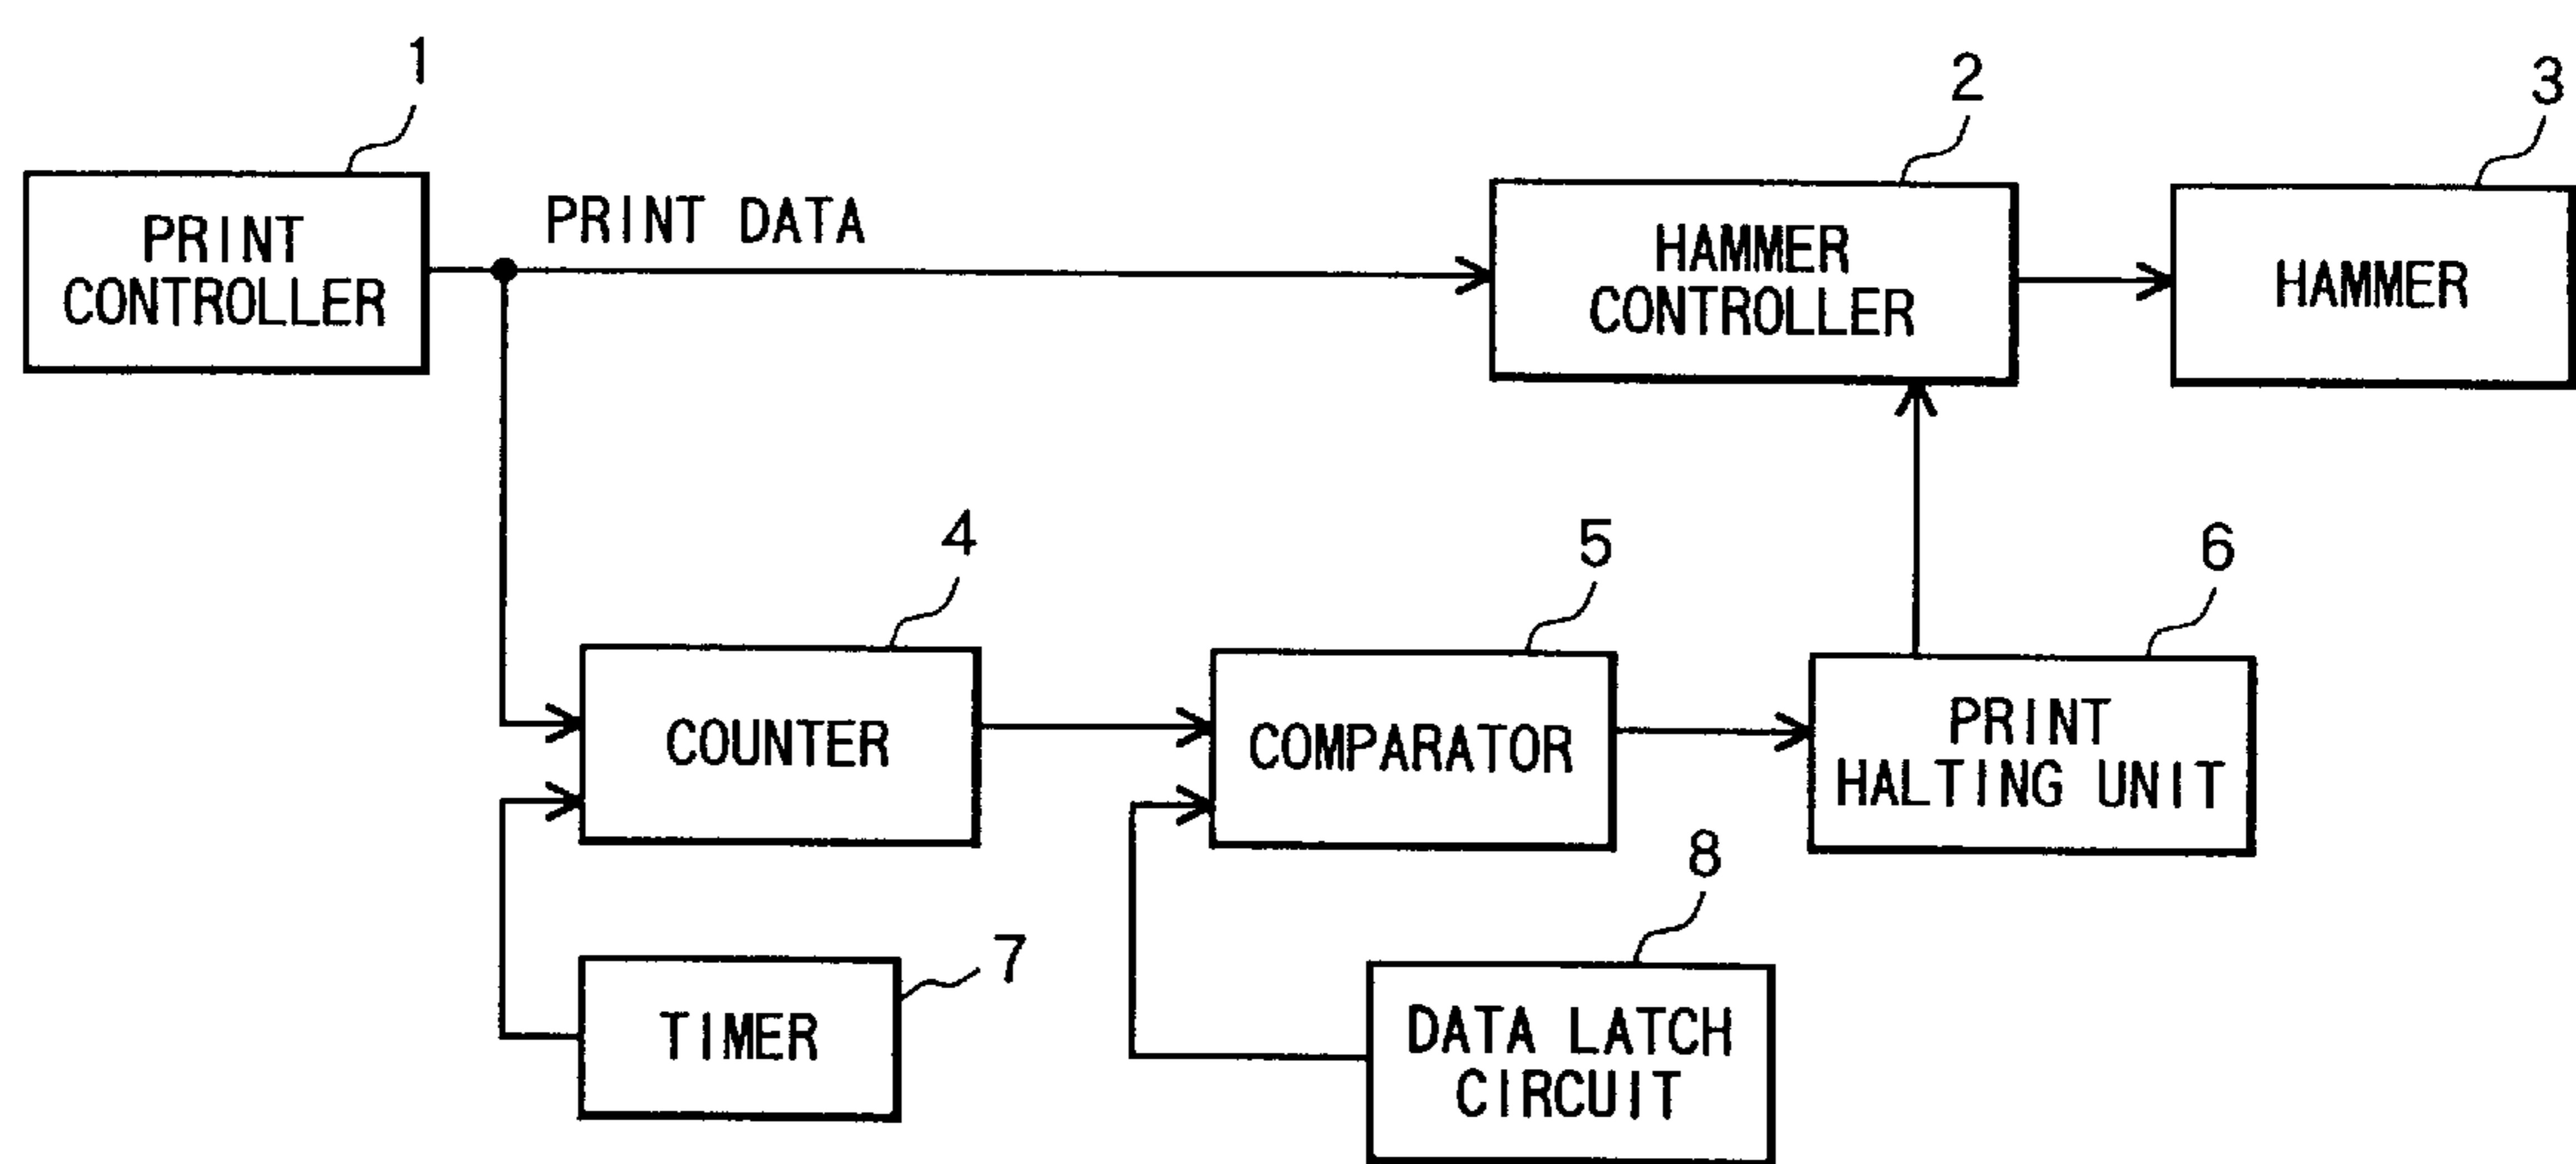 1
2
3
PRINT
CONTROLLER
PRINT DATA
HAMMER
CONTROLLER
HAMMER
4
5
6
COUNTER
COMPARATOR
PRINT
HALTING UNIT
7
8
TIMER
DATA LATCH
CIRCUIT